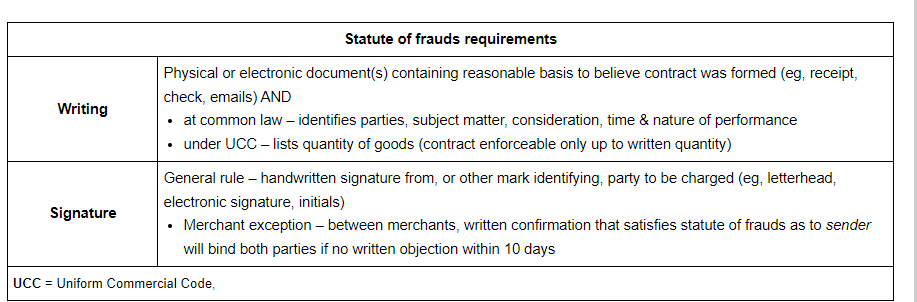 Statute of frauds requirements
Writing
Physical or electronic document(s) containing reasonable basis to believe contract was formed (eg, receipt,
check, emails) AND
• at common law – identifies parties, subject matter, consideration, time & nature of performance
• under UCC – lists quantity of goods (contract enforceable only up to written quantity)
Signature
General rule – handwritten signature from, or other mark identifying, party to be charged (eg, letterhead,
electronic signature, initials)
• Merchant exception – between merchants, written confirmation that satisfies statute of frauds as to sender
will bind both parties if no written objection within 10 days
UCC = Uniform Commercial Code,